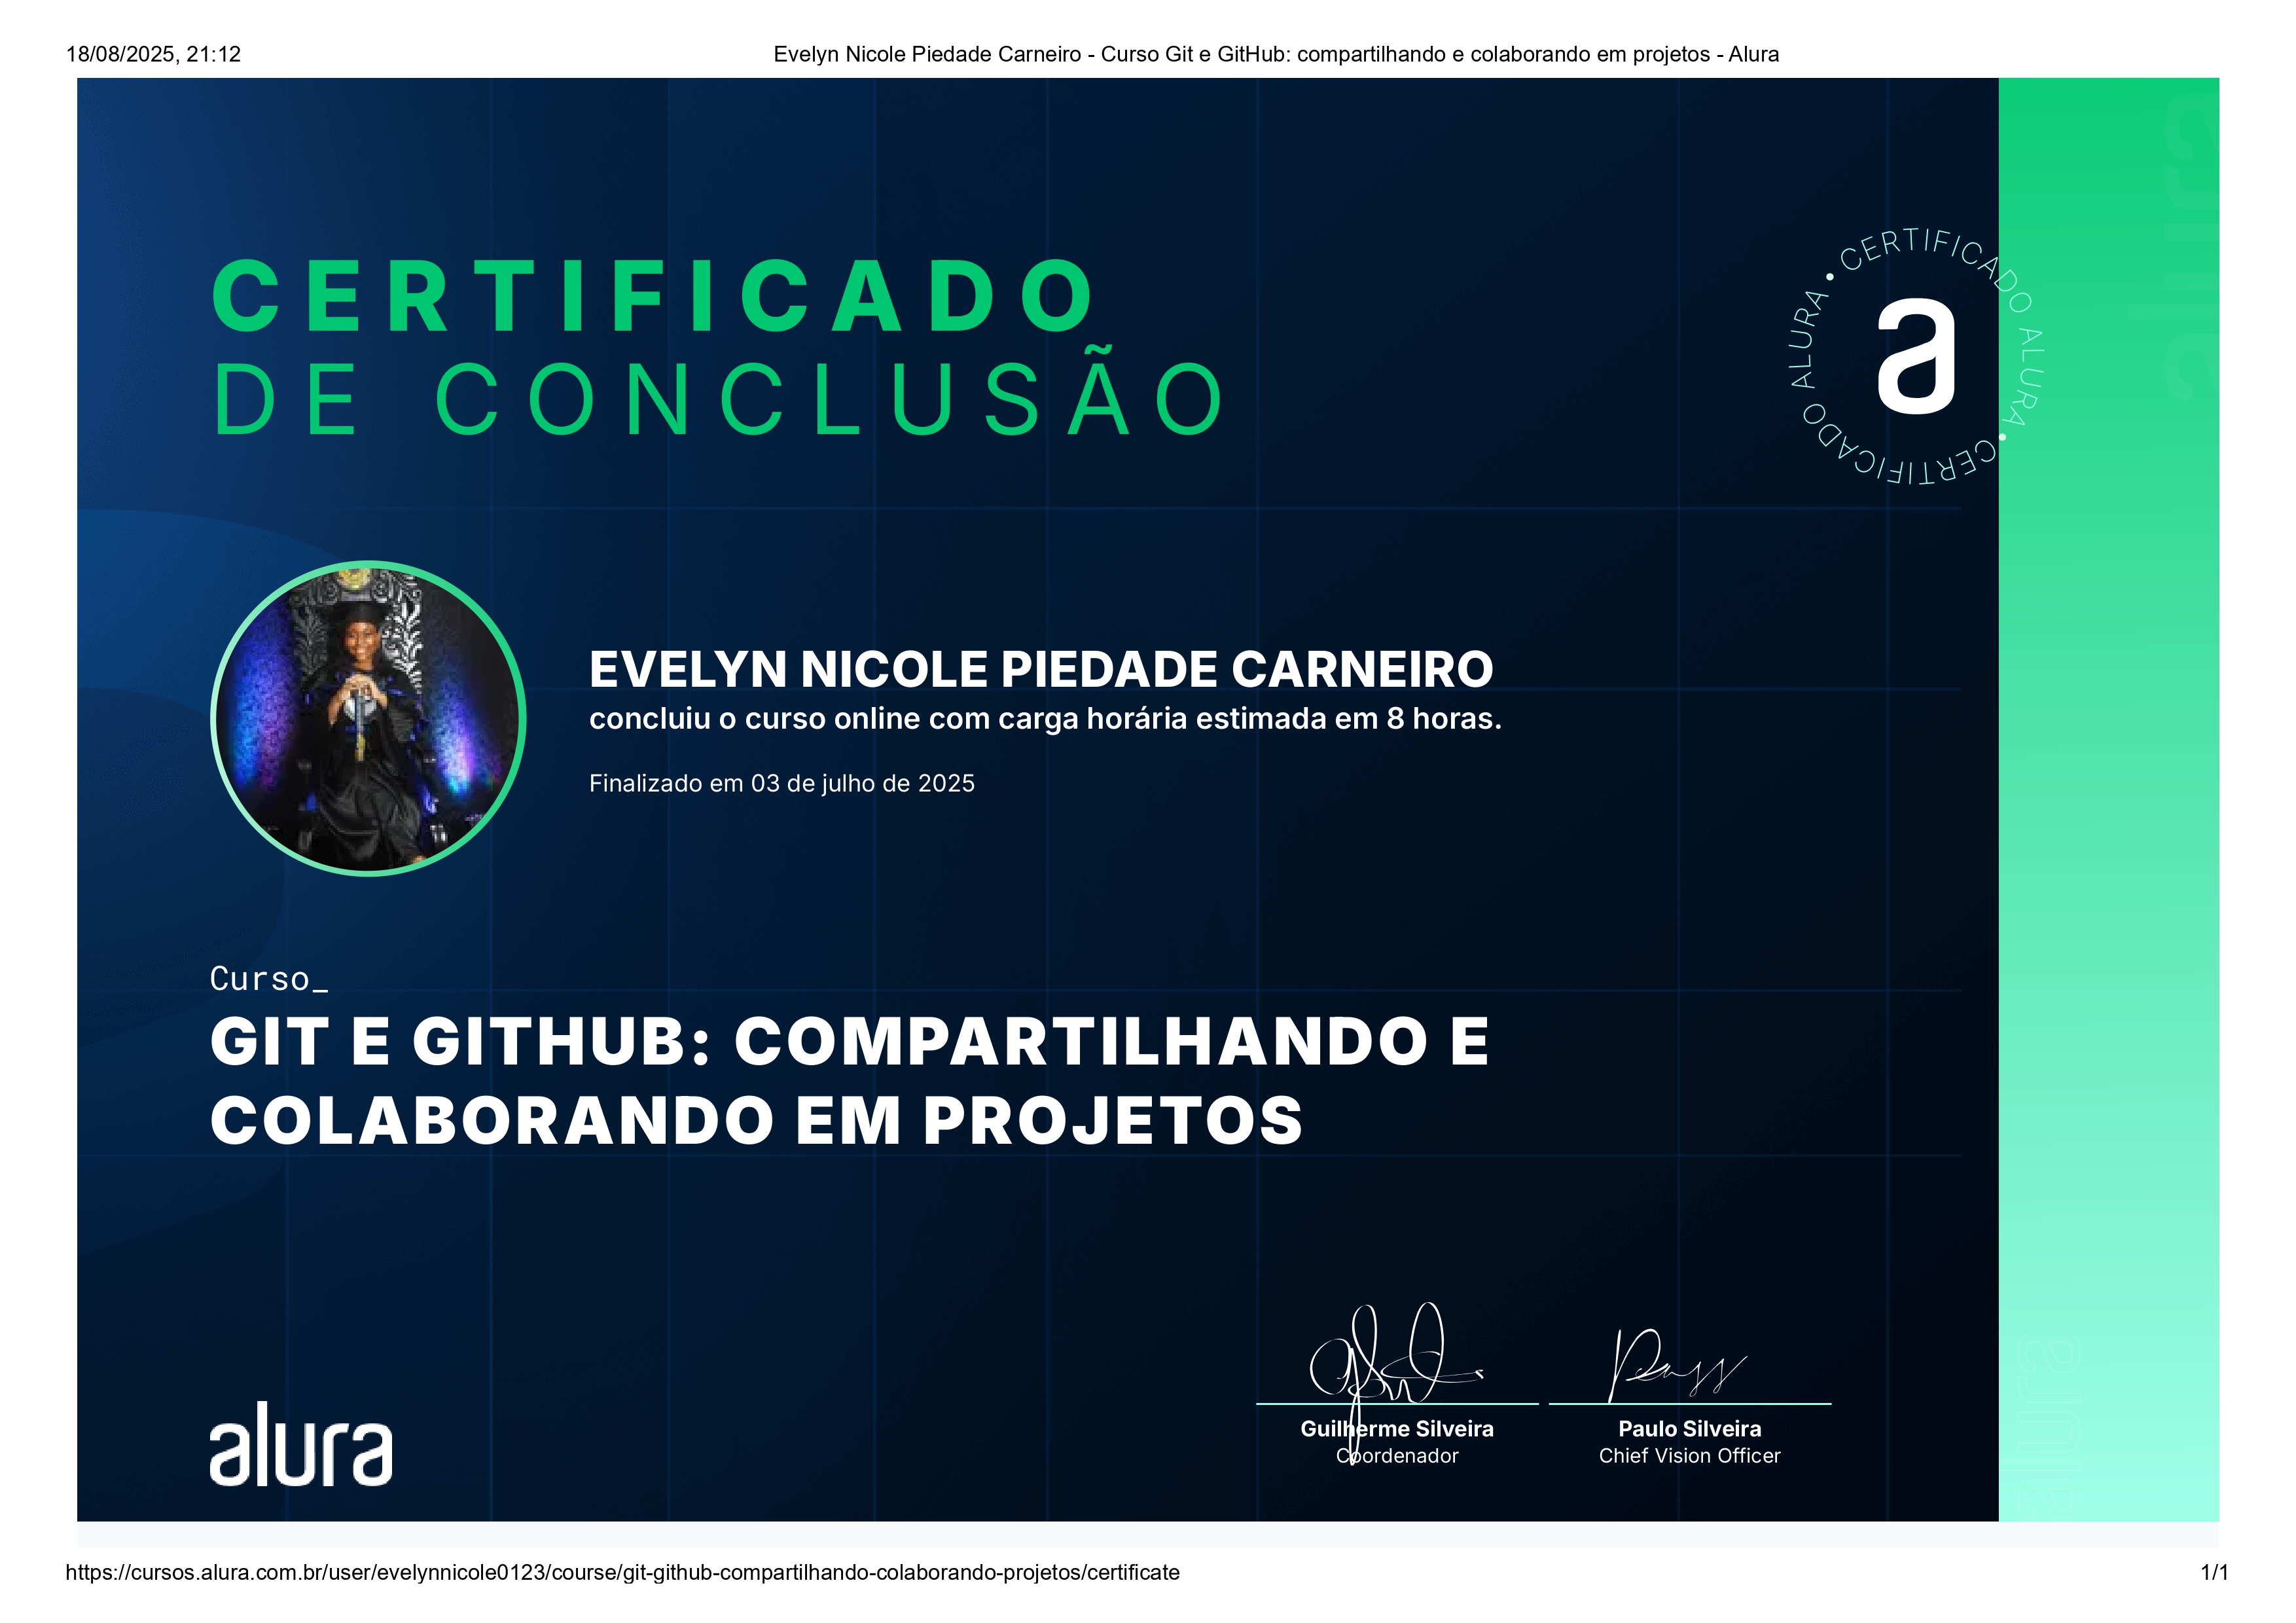 18/08/2025, 21:12
Evelyn Nicole Piedade Carneiro - Curso Git e GitHub: compartilhando e colaborando em projetos - Alura
CERTIFICADO
DE CONCLUSÃO
CERTIFICADO ALURA • CERTIFICADO ALURA •
a
alura
EVELYN NICOLE PIEDADE CARNEIRO
concluiu o curso online com carga horária estimada em 8 horas.
Finalizado em 03 de julho de 2025
Curso_
GIT E GITHUB: COMPARTILHANDO E
COLABORANDO EM PROJETOS
alura
Guilherme Silveira
Coordenador
Paulo Silveira
Chief Vision Officer
alura
https://cursos.alura.com.br/user/evelynnicole0123/course/git-github-compartilhando-colaborando-projetos/certificate
1/1